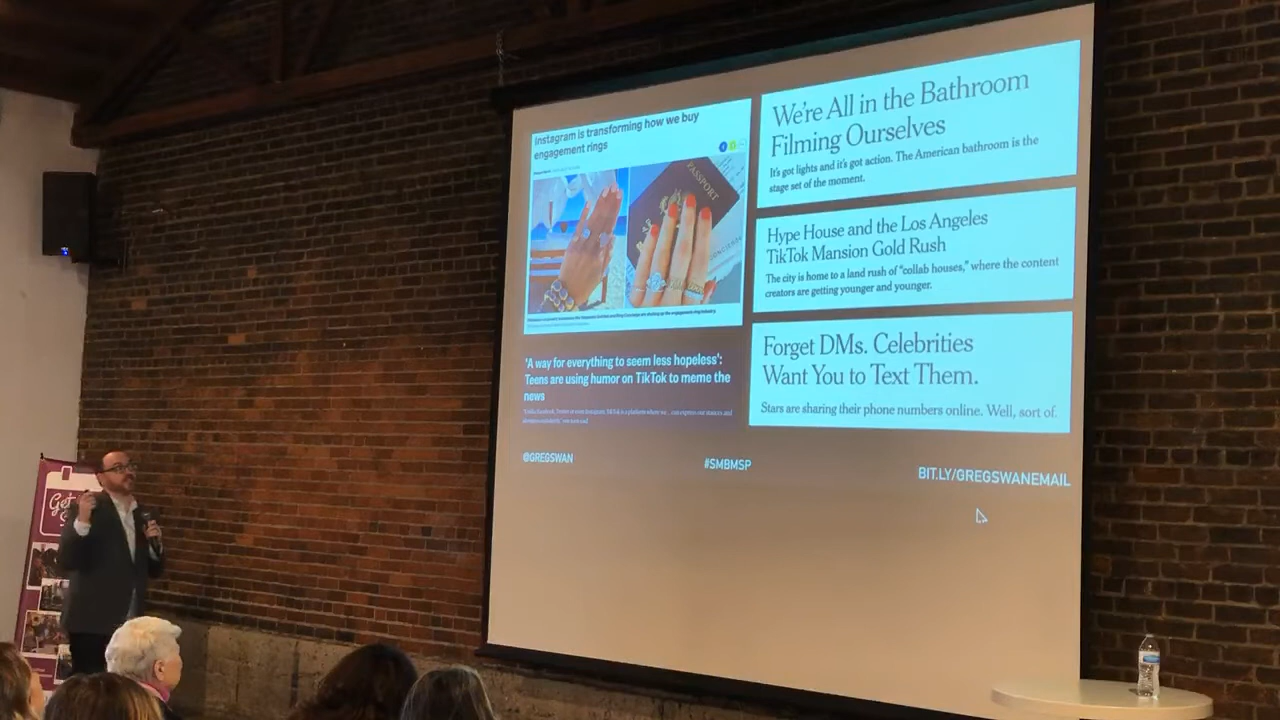 Instagram is transforming how we buy
engagement rings
PASSPORT
'A way for everything to seem less hopeless':
Teens are using humor on TikTok to meme the
news
We're All in the Bathroom
Filming Ourselves
It's got lights and it's got action. The American bathroom is the
stage set of the moment.
Hype House and the Los Angeles
TikTok Mansion Gold Rush
The city is home to a land rush of "collab houses," where the content
creators are getting younger and younger.
Forget DMs. Celebrities
Want You to Text Them.
Stars are sharing their phone numbers online. Well, sort of.
@GREGSWAN
#SMBMSP
BIT.LY/GREGSWANEMAIL
Get